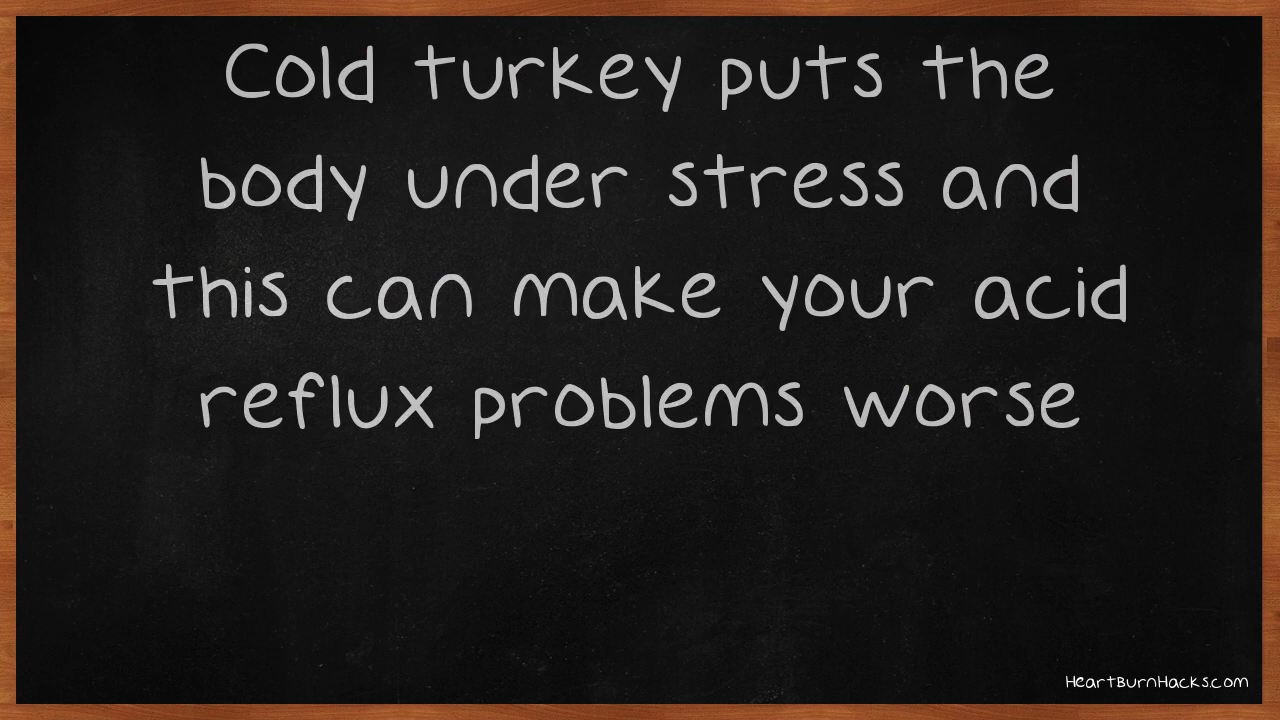 Cold turkey puts the
body under stress and
this can make your acid
reflux problems worse
HeartBurnHacks.com